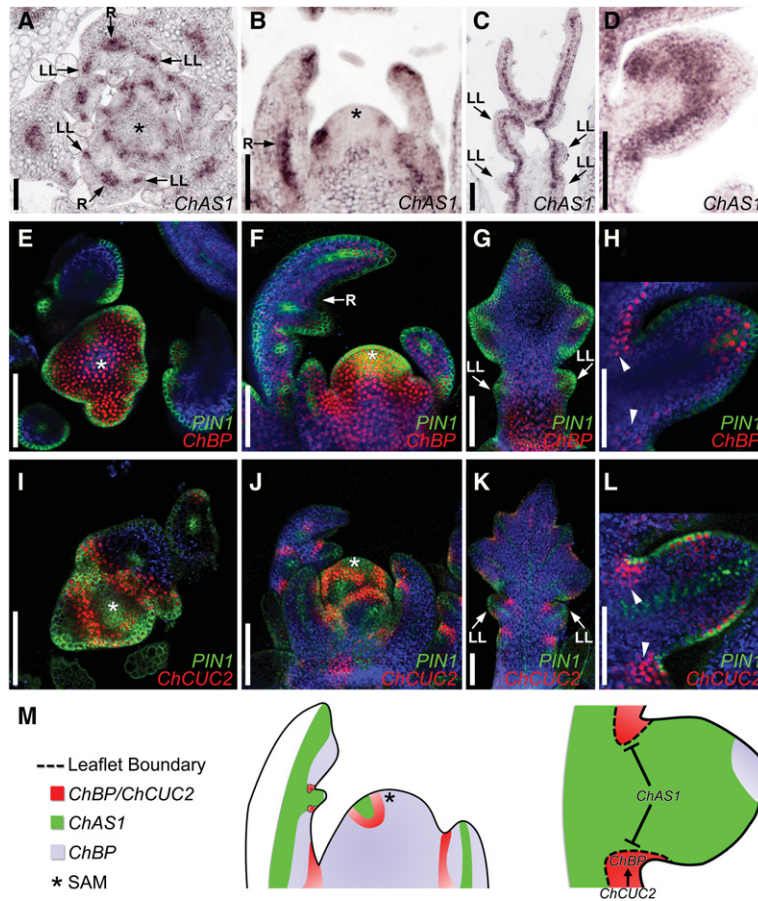 A
R
LL
LL
LL
*
R
LL
ChAS1
B
*
R
ChAS1
C
LL
LL
LL
LL
ChAS1
D
ChAS1
E
*
PIN1
ChBP
F
R
*
PIN1
ChBP
G
LL
LL
PIN1
ChBP
H
PIN1
ChBP
I
*
PIN1
ChCUC2
J
*
PIN1
ChCUC2
K
LL
LL
PIN1
ChCUC2
L
PIN1
ChCUC2
M
Leaflet Boundary
ChBP/ChCUC2
ChAS1
ChBP
* SAM
*
ChAS1
ChBP
ChCUC2